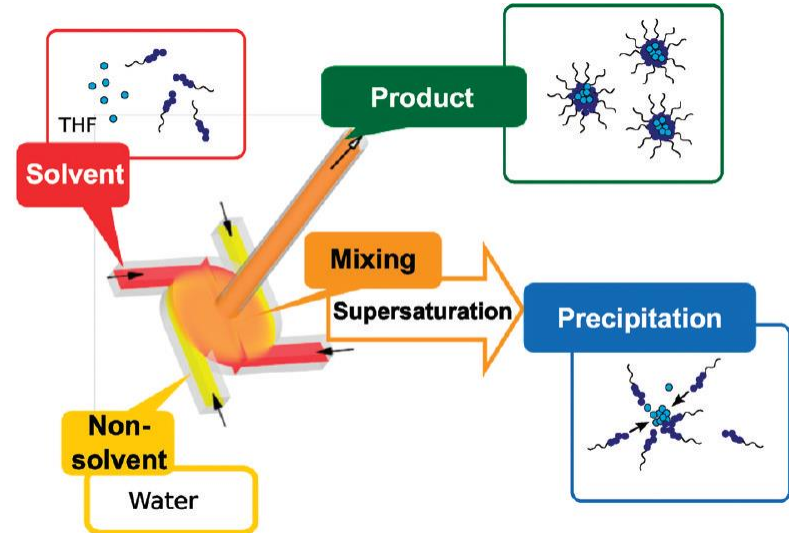 THF
Solvent
Product
Mixing
Supersaturation
Precipitation
Non-
solvent
Water